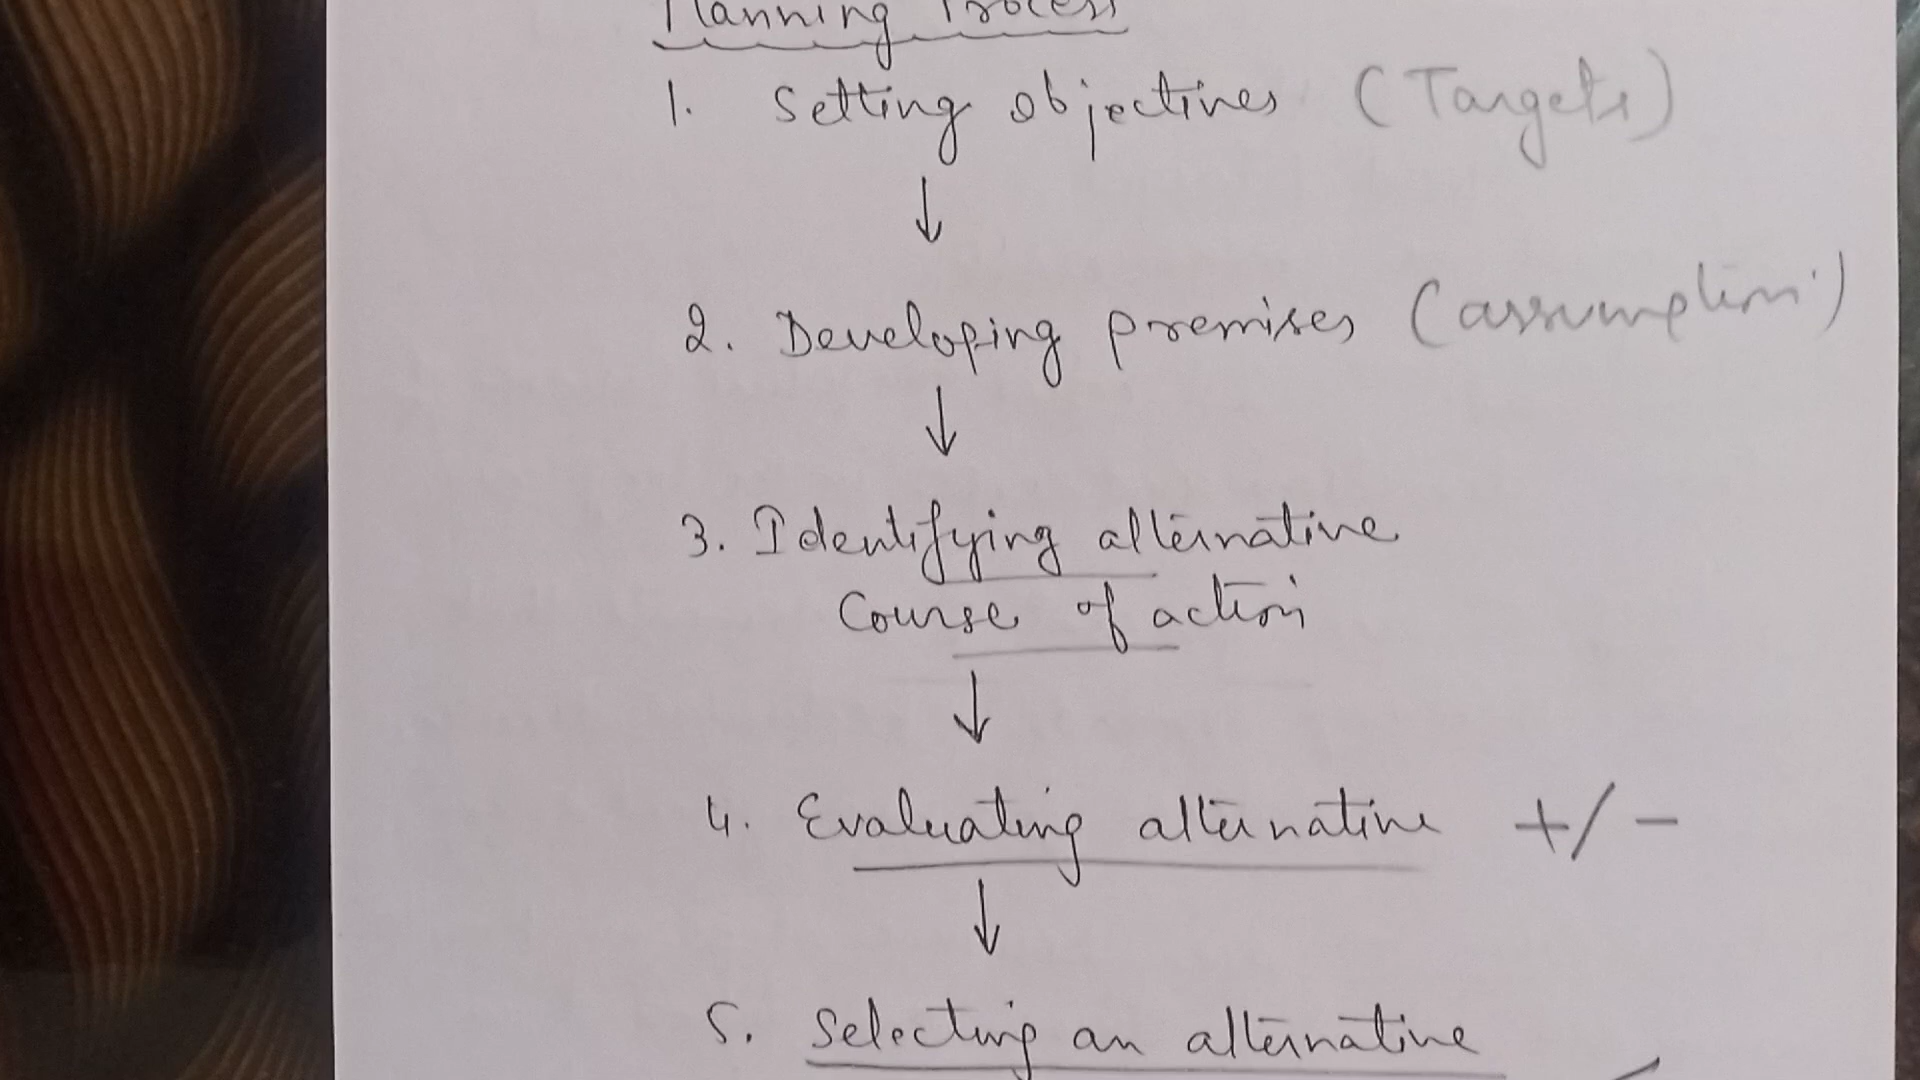 Planning Process
1. Setting objectives (Targets)
↓
2. Developing premises (assumption)
↓
3. Identifying alternative
Course of action
↓
4. Evaluating alternative +/-
↓
5. Selecting an alternative